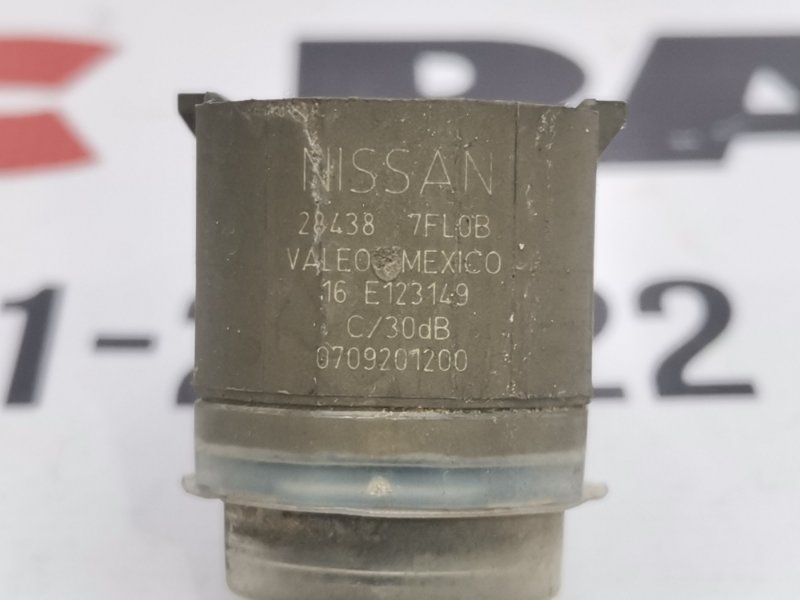 NISSAN
28438 7FL0B
VALEO MEXICO
16 E123149
C/30dB
0709201200